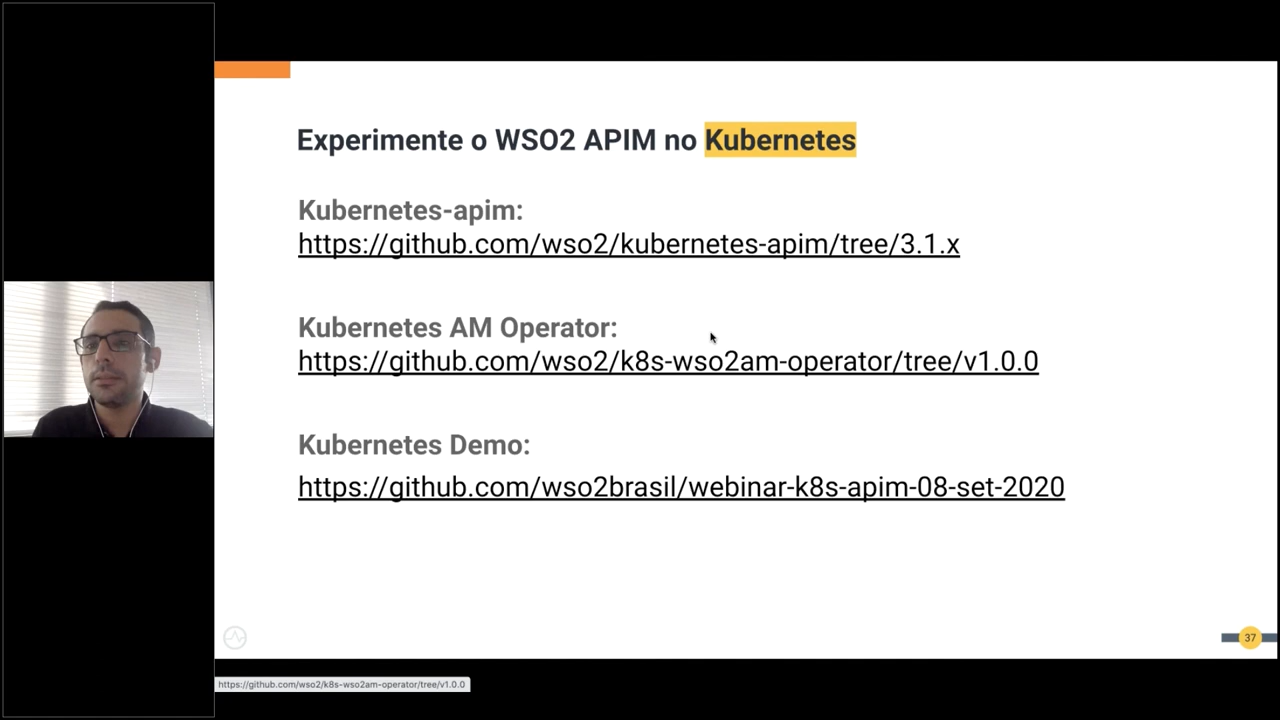 Experimente o WSO2 APIM no Kubernetes
Kubernetes-apim:
https://github.com/wso2/kubernetes-apim/tree/3.1.x
Kubernetes AM Operator:
https://github.com/wso2/k8s-wso2am-operator/tree/v1.0.0
Kubernetes Demo:
https://github.com/wso2brasil/webinar-k8s-apim-08-set-2020
37
https://github.com/wso2/k8s-wso2am-operator/tree/v1.0.0